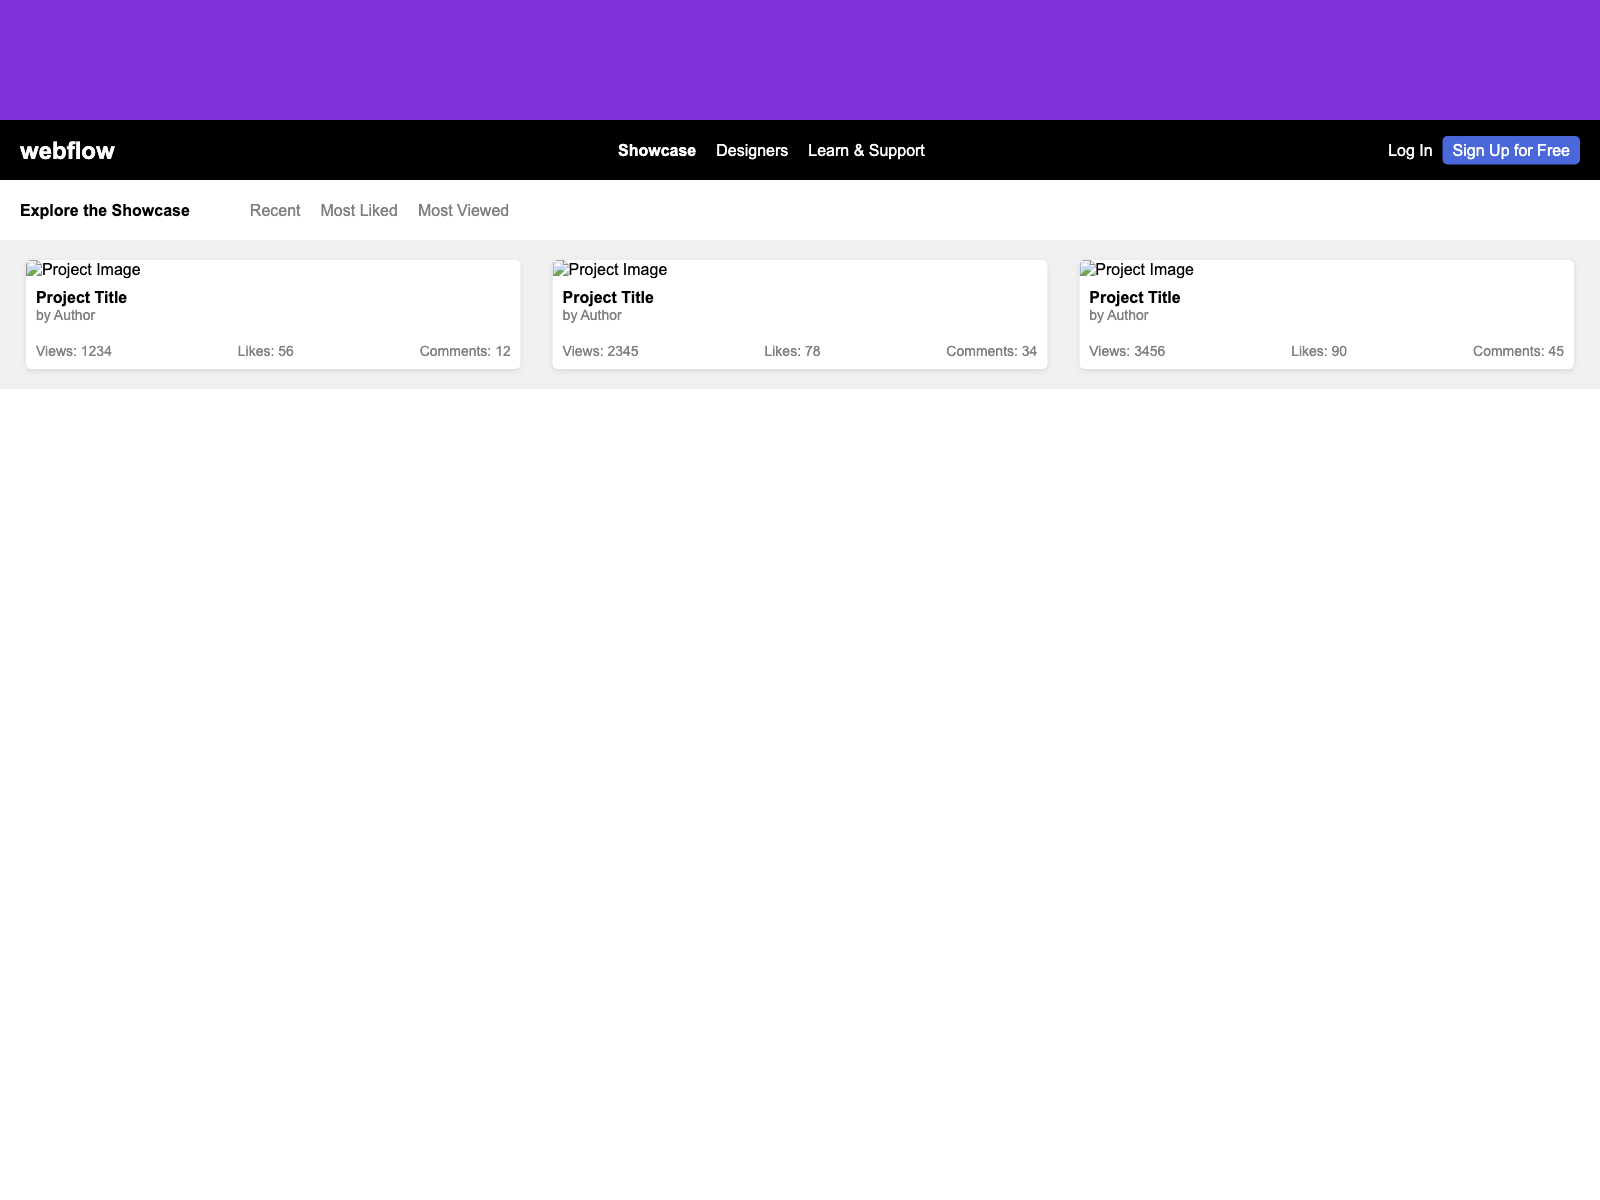 webflow Showcase Designers Learn & Support Log In Sign Up for Free
Explore the Showcase Recent Most Liked Most Viewed
Project Image
Project Title
by Author
Views: 1234 Likes: 56 Comments: 12
Project Image
Project Title
by Author
Views: 2345 Likes: 78 Comments: 34
Project Image
Project Title
by Author
Views: 3456 Likes: 90 Comments: 45